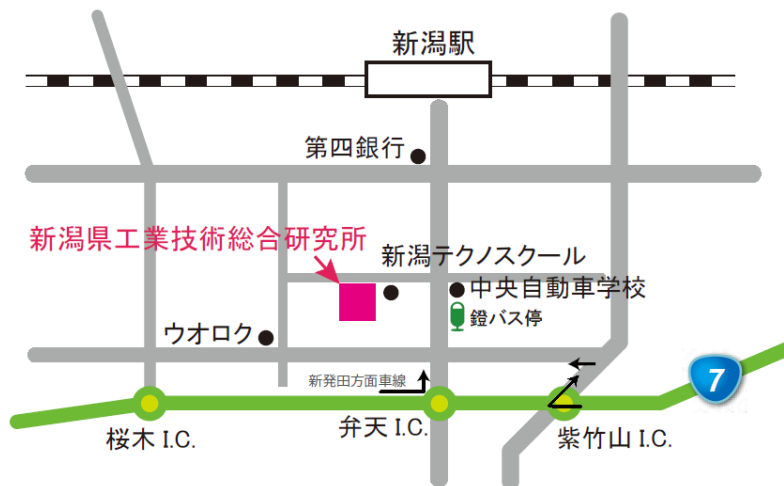 新潟駅
第四銀行
新潟県工業技術総合研究所
新潟テクノスクール
中央自動車学校
鐙バス停
ウオロク
新発田方面車線
7
桜木 I.C.
弁天 I.C.
紫竹山 I.C.